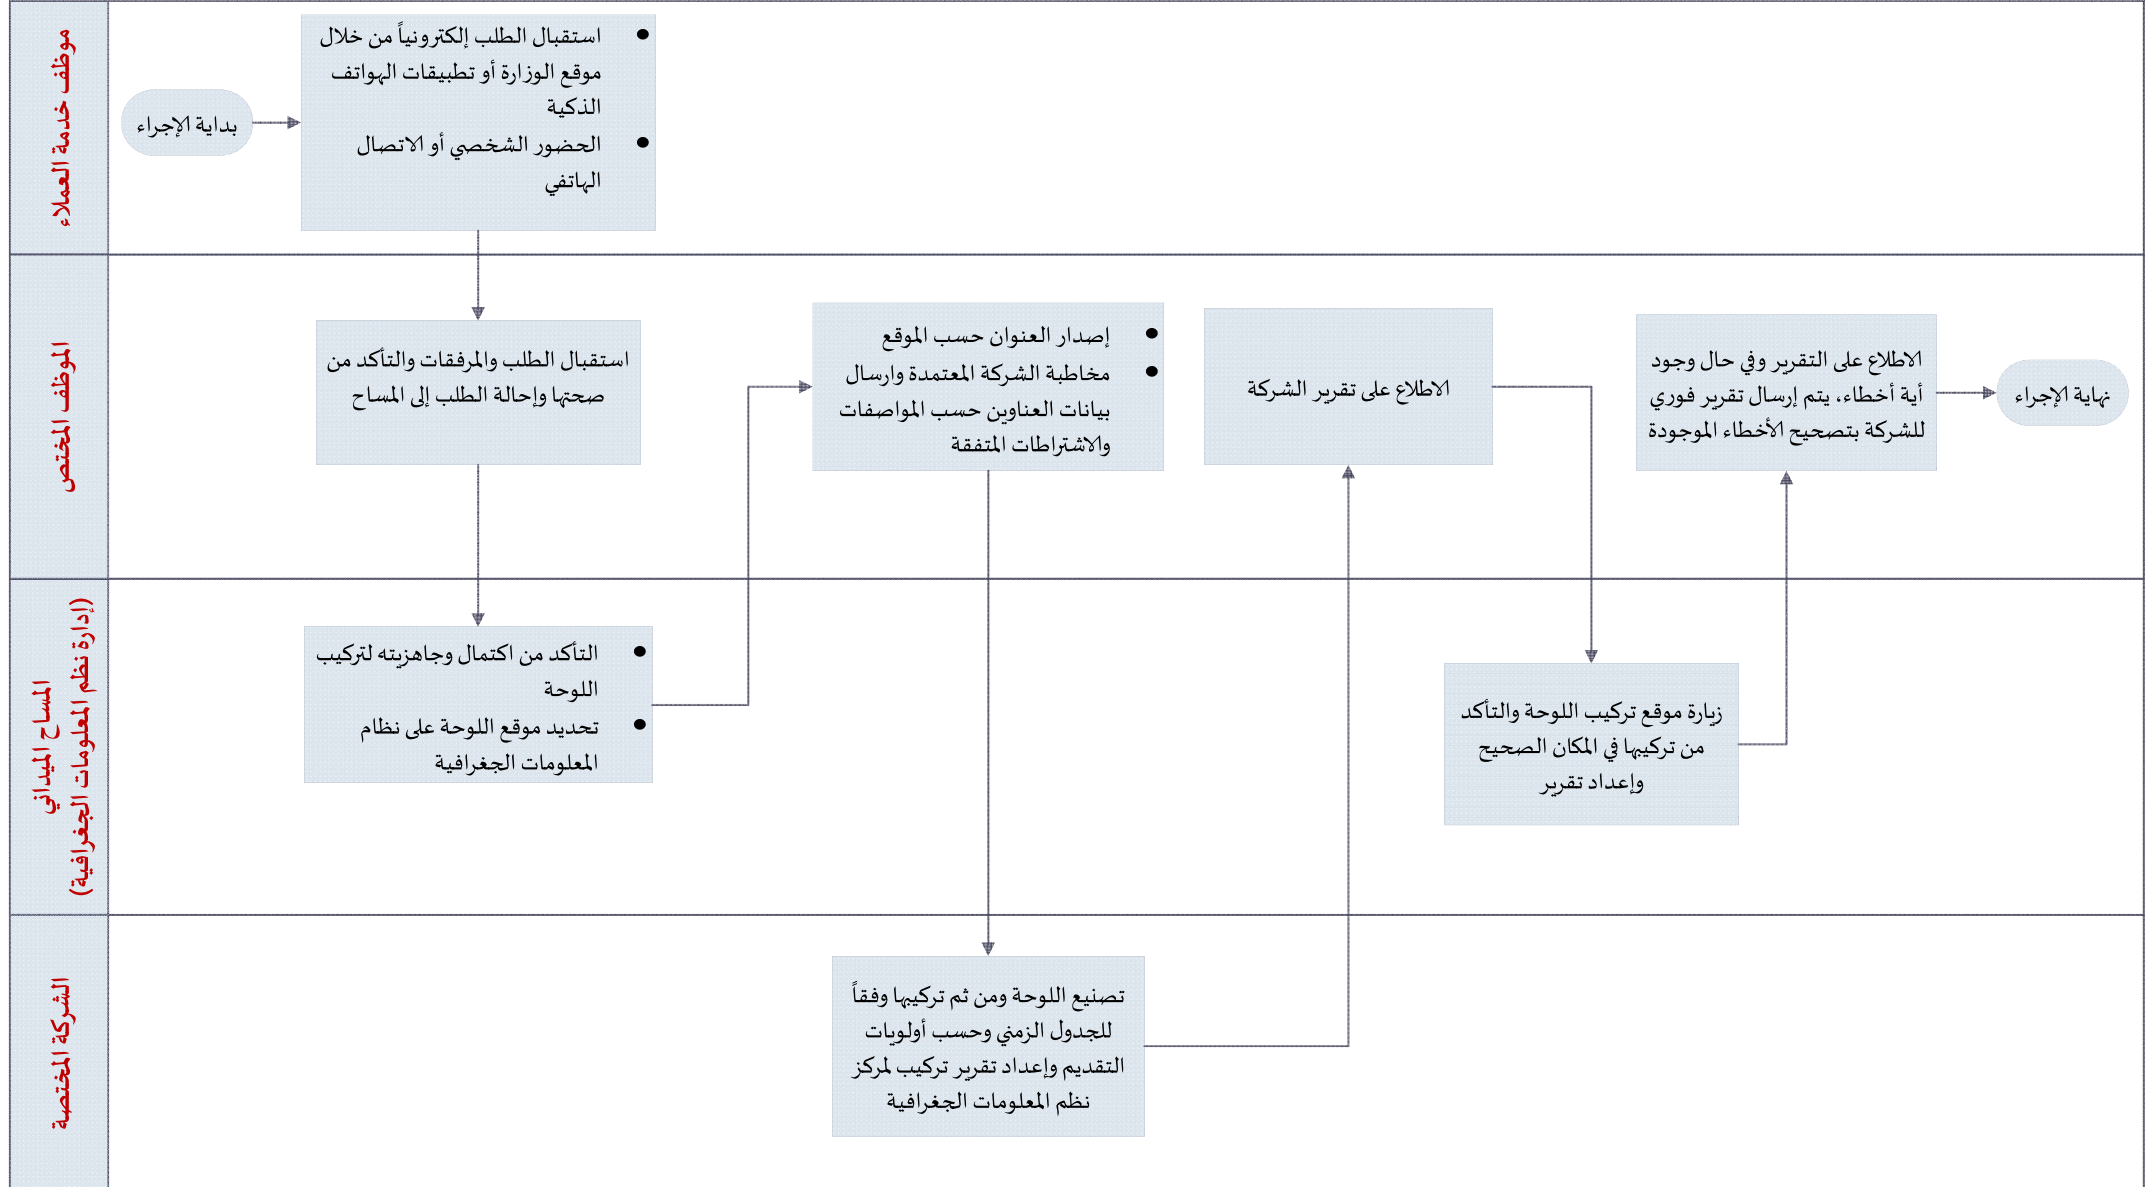 موظف خدمة العملاء
بداية الإجراء
● استقبال الطلب إلكترونياً من خلال
موقع الوزارة أو تطبيقات الهواتف
الذكية
● الحضور الشخصي أو الاتصال
الهاتفي
الموظف المختص
استقبال الطلب والمرفقات والتأكد من
صحتها وإحالة الطلب إلى المساح
● إصدار العنوان حسب الموقع
● مخاطبة الشركة المعتمدة وارسال
بيانات العناوين حسب المواصفات
والاشتراطات المتفقة
الاطلاع على تقرير الشركة
الاطلاع على التقرير وفي حال وجود
أية أخطاء، يتم إرسال تقرير فوري
للشركة بتصحيح الأخطاء الموجودة
نهاية الإجراء
المساح الميداني
(إدارة نظم المعلومات الجغرافية)
● التأكد من اكتمال وجاهزيته لتركيب
اللوحة
● تحديد موقع اللوحة على نظام
المعلومات الجغرافية
زيارة موقع تركيب اللوحة والتأكد
من تركيبها في المكان الصحيح
وإعداد تقرير
الشركة المختصة
تصنيع اللوحة ومن ثم تركيبها وفقاً
للجدول الزمني وحسب أولويات
التقديم وإعداد تقرير تركيب لمركز
نظم المعلومات الجغرافية